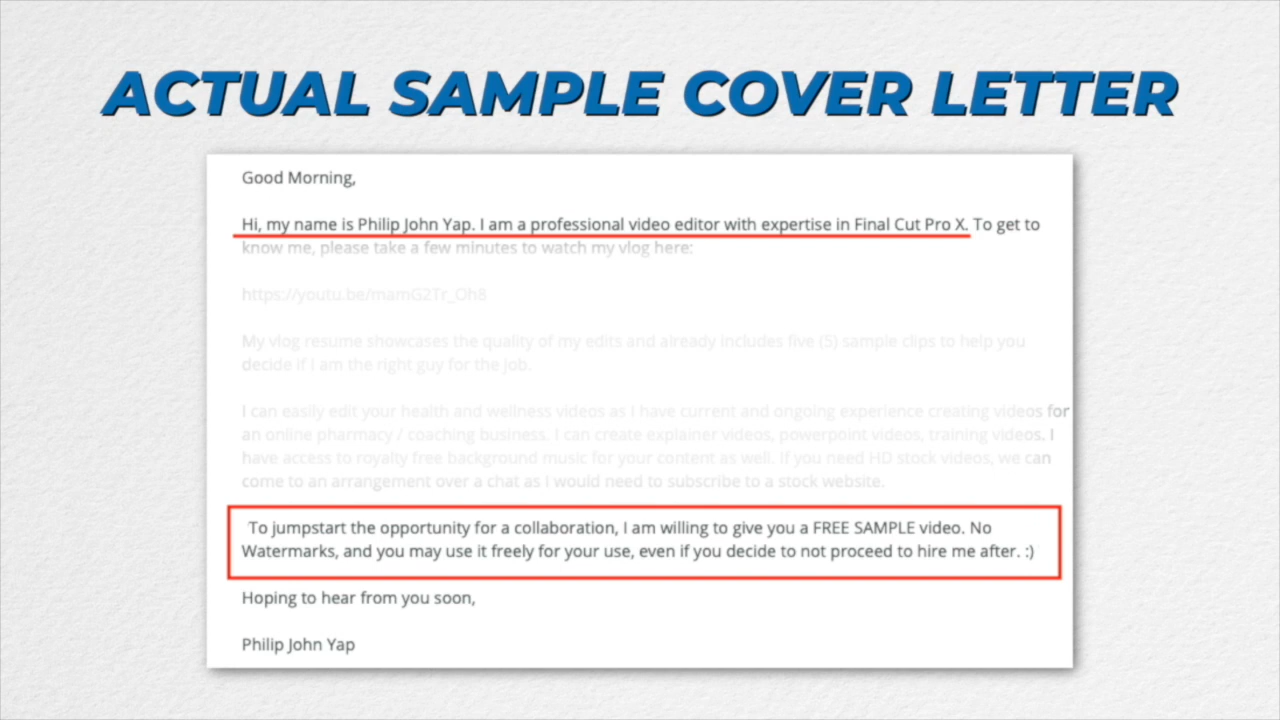 ACTUAL SAMPLE COVER LETTER
Good Morning,
Hi, my name is Philip John Yap. I am a professional video editor with expertise in Final Cut Pro X. To get to
know me, please take a few minutes to watch my vlog here:
https://youtu.be/mamG2Tr_Oh8
My vlog resume showcases the quality of my edits and already includes five (5) sample clips to help you
decide if I am the right guy for the job.
I can easily edit your health and wellness videos as I have current and ongoing experience creating videos for
an online pharmacy / coaching business. I can create explainer videos, powerpoint videos, training videos. I
have access to royalty free background music for your content as well. If you need HD stock videos, we can
come to an arrangement over a chat as I would need to subscribe to a stock website.
To jumpstart the opportunity for a collaboration, I am willing to give you a FREE SAMPLE video. No
Watermarks, and you may use it freely for your use, even if you decide to not proceed to hire me after. :)
Hoping to hear from you soon,
Philip John Yap